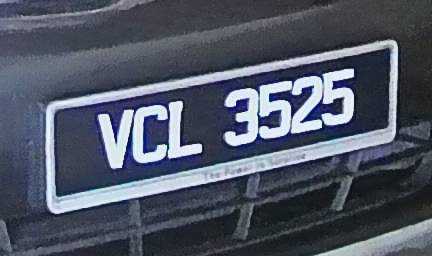 VCL 3525
The Power to Surprise